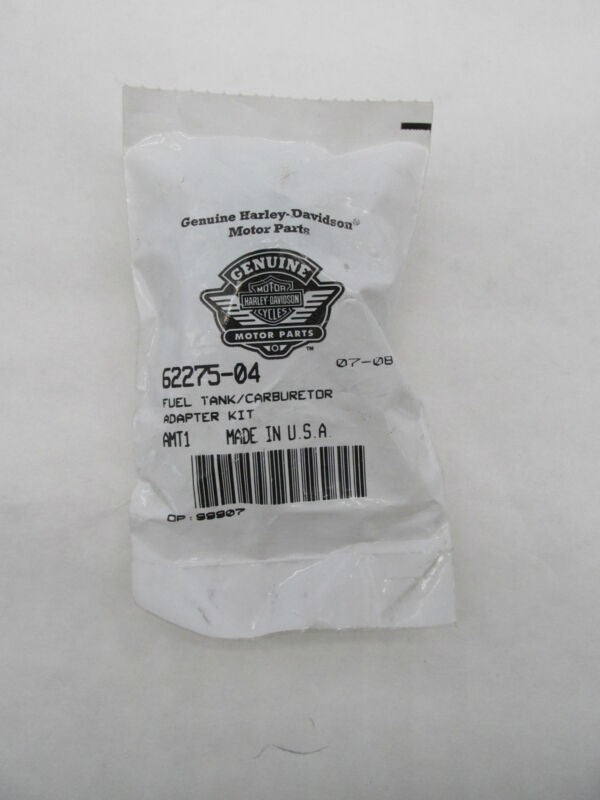 Genuine Harley-Davidson®
Motor Parts
GENUINE
MOTOR
HARLEY-DAVIDSON
CYCLES
MOTOR PARTS
™
07-08
62275-04
FUEL TANK/CARBURETOR
ADAPTER KIT
AMT1 MADE IN U.S.A.
OP: 99907